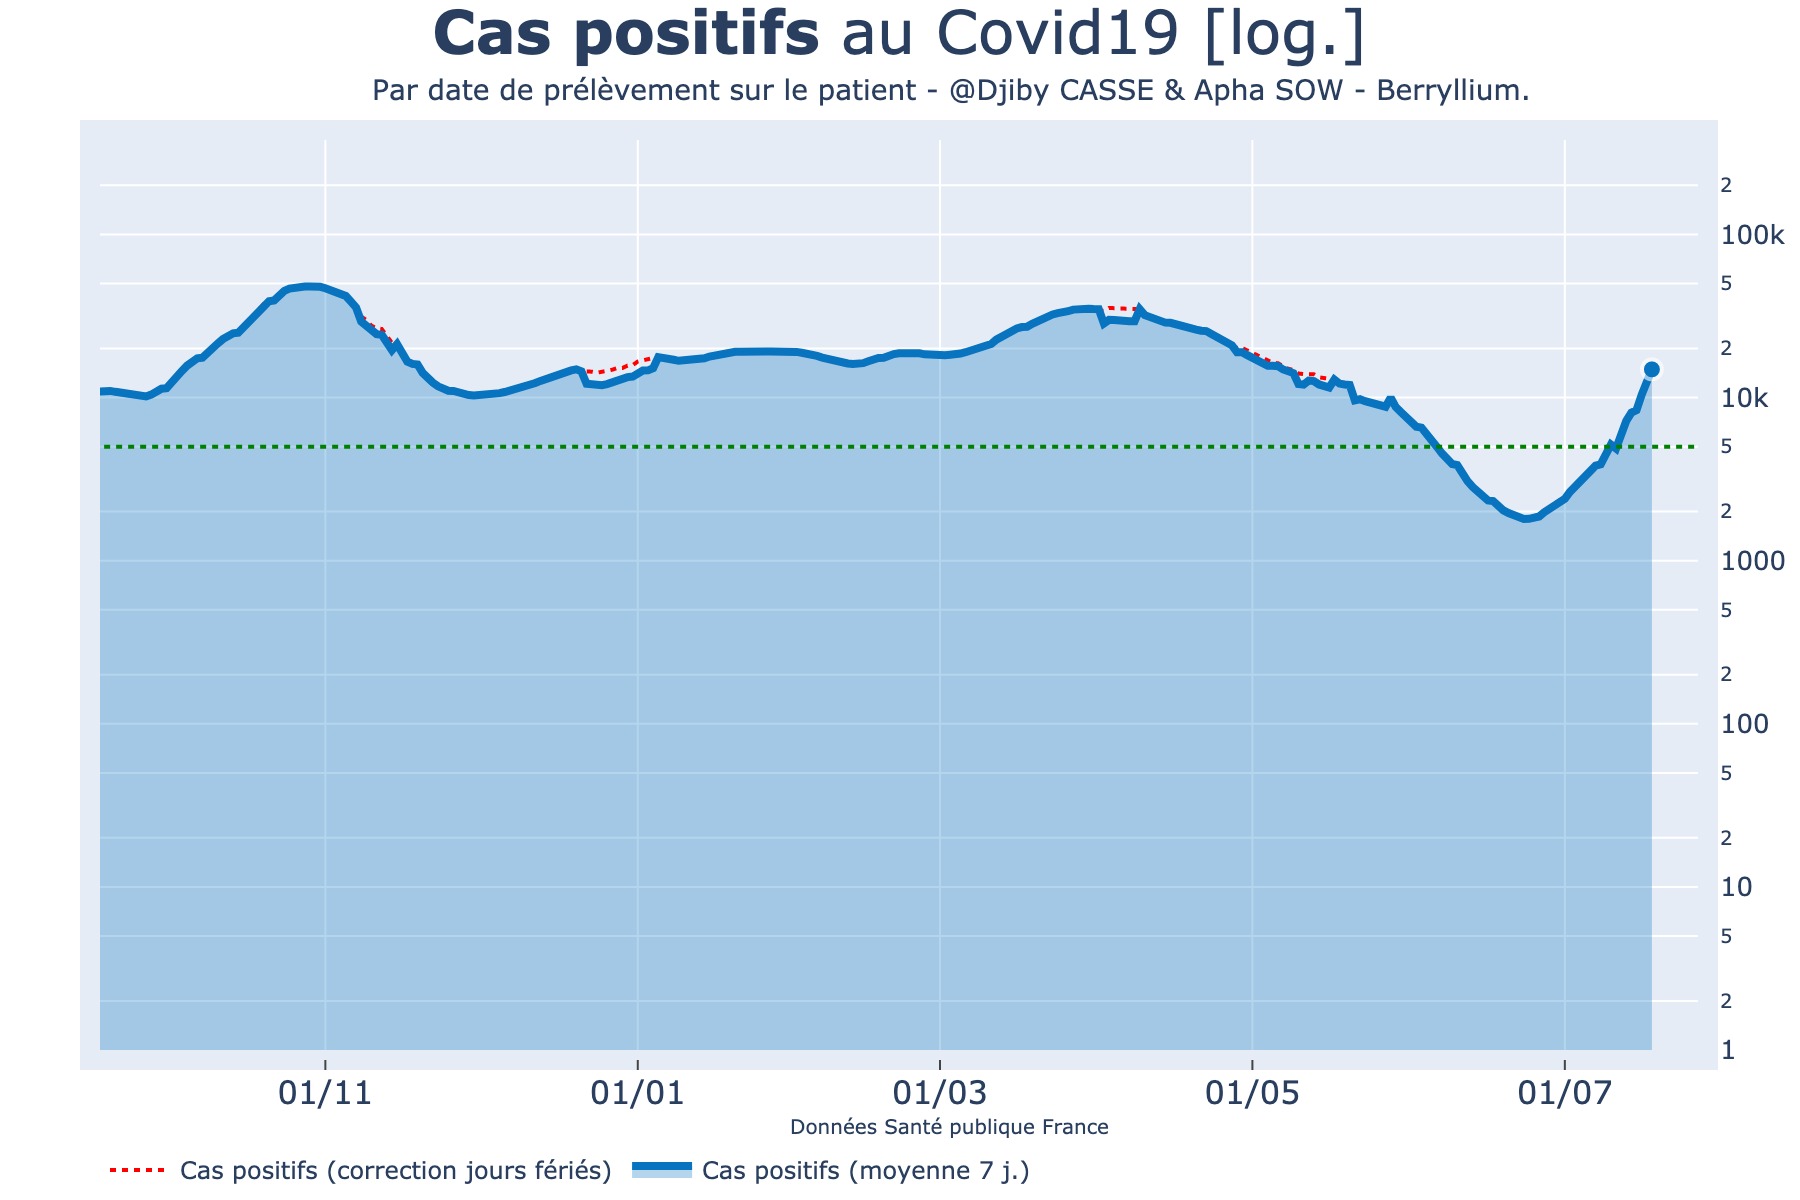 Cas positifs au Covid19 [log.]
Par date de prélèvement sur le patient - @Djiby CASSE & Apha SOW - Berryllium.
2
100k
5
2
10k
5
2
1000
5
2
100
5
2
10
5
2
1
01/11 01/01 01/03 01/05 01/07
Données Santé publique France
Cas positifs (correction jours fériés) Cas positifs (moyenne 7 j.)